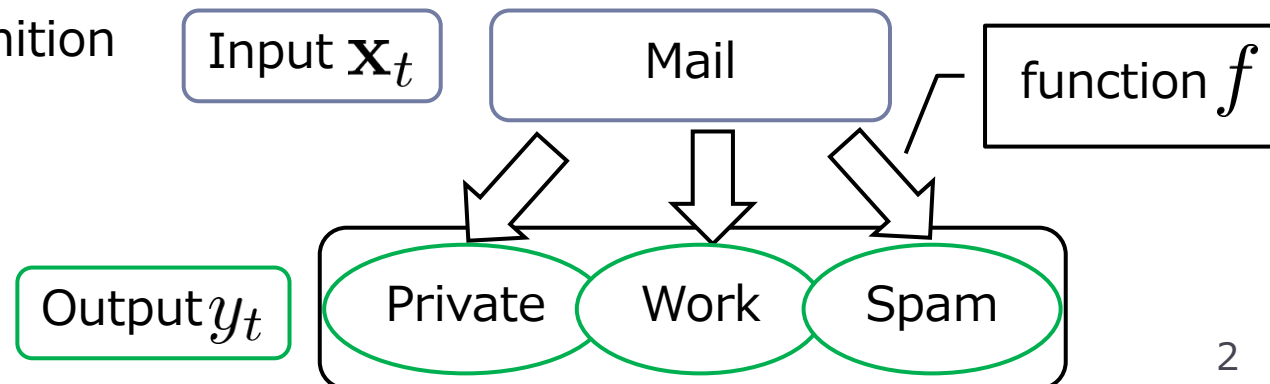 nition
Input x_t
Mail
function f
Output y_t
Private
Work
Spam
2